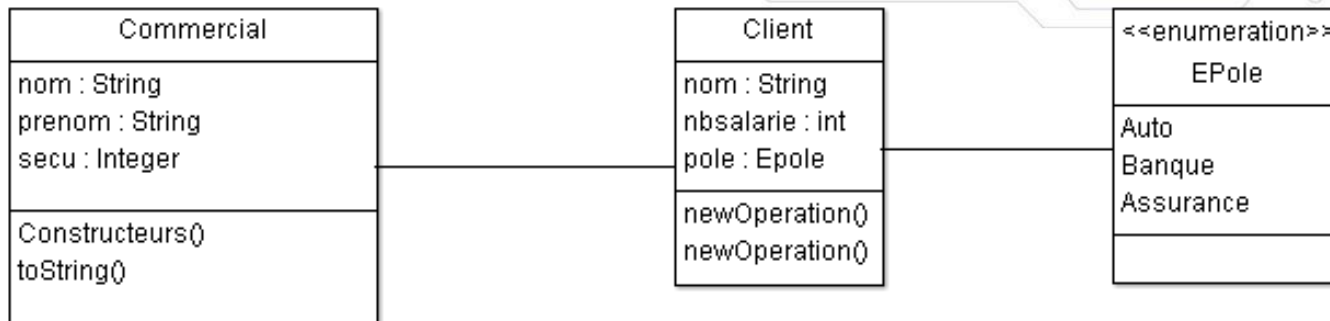 Commercial
nom : String
prenom : String
secu : Integer
Constructeurs()
toString()
Client
nom : String
nbsalarie : int
pole : Epole
newOperation()
newOperation()
<<enumeration>>
EPole
Auto
Banque
Assurance